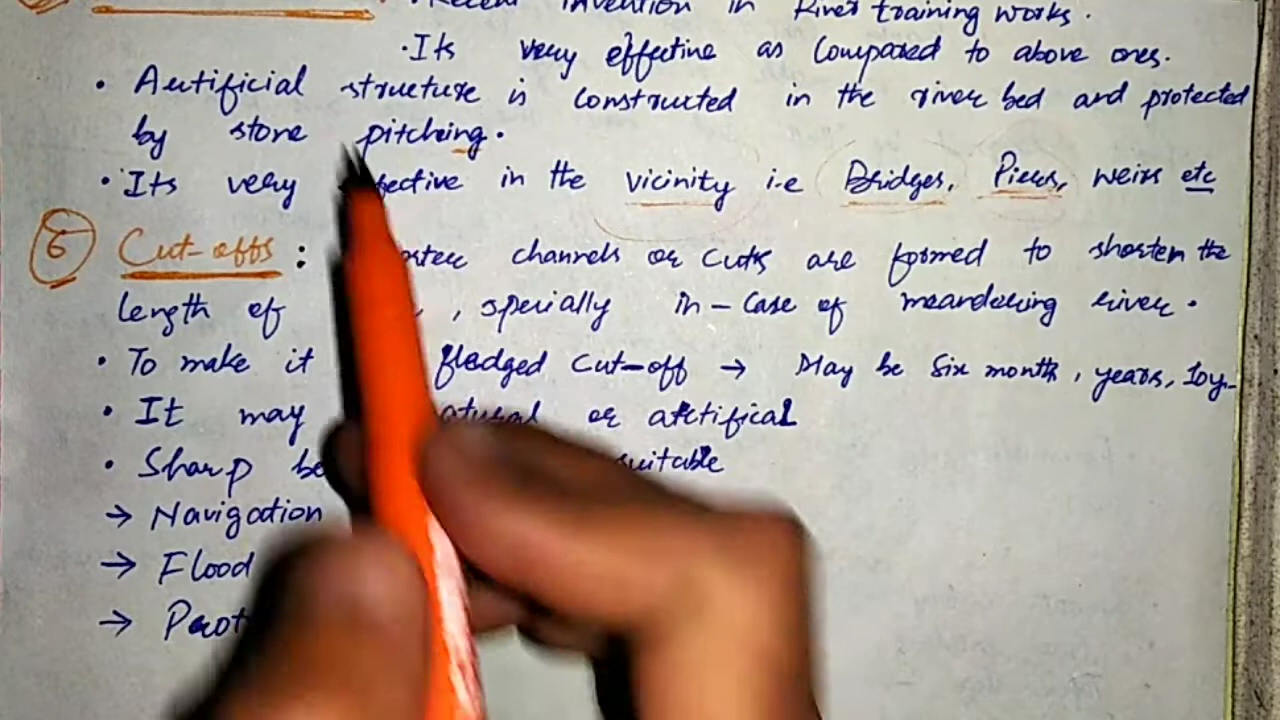 Recent invention in River training works.
• Its very effective as Compared to above ones.
• Artificial structure is constructed in the river bed and protected
by stone pitching.
• Its very in the vicinity i.e Bridges, Piers, weirs etc
6 Cut-offs : channels or cuts are formed to shorten the
length of , specially in-case of meandering river.
• To make it fledged Cut-off → May be Six month, years, 10y-
• It may or artifical
• Sharp suitable
→ Navigation
→ Flood
→